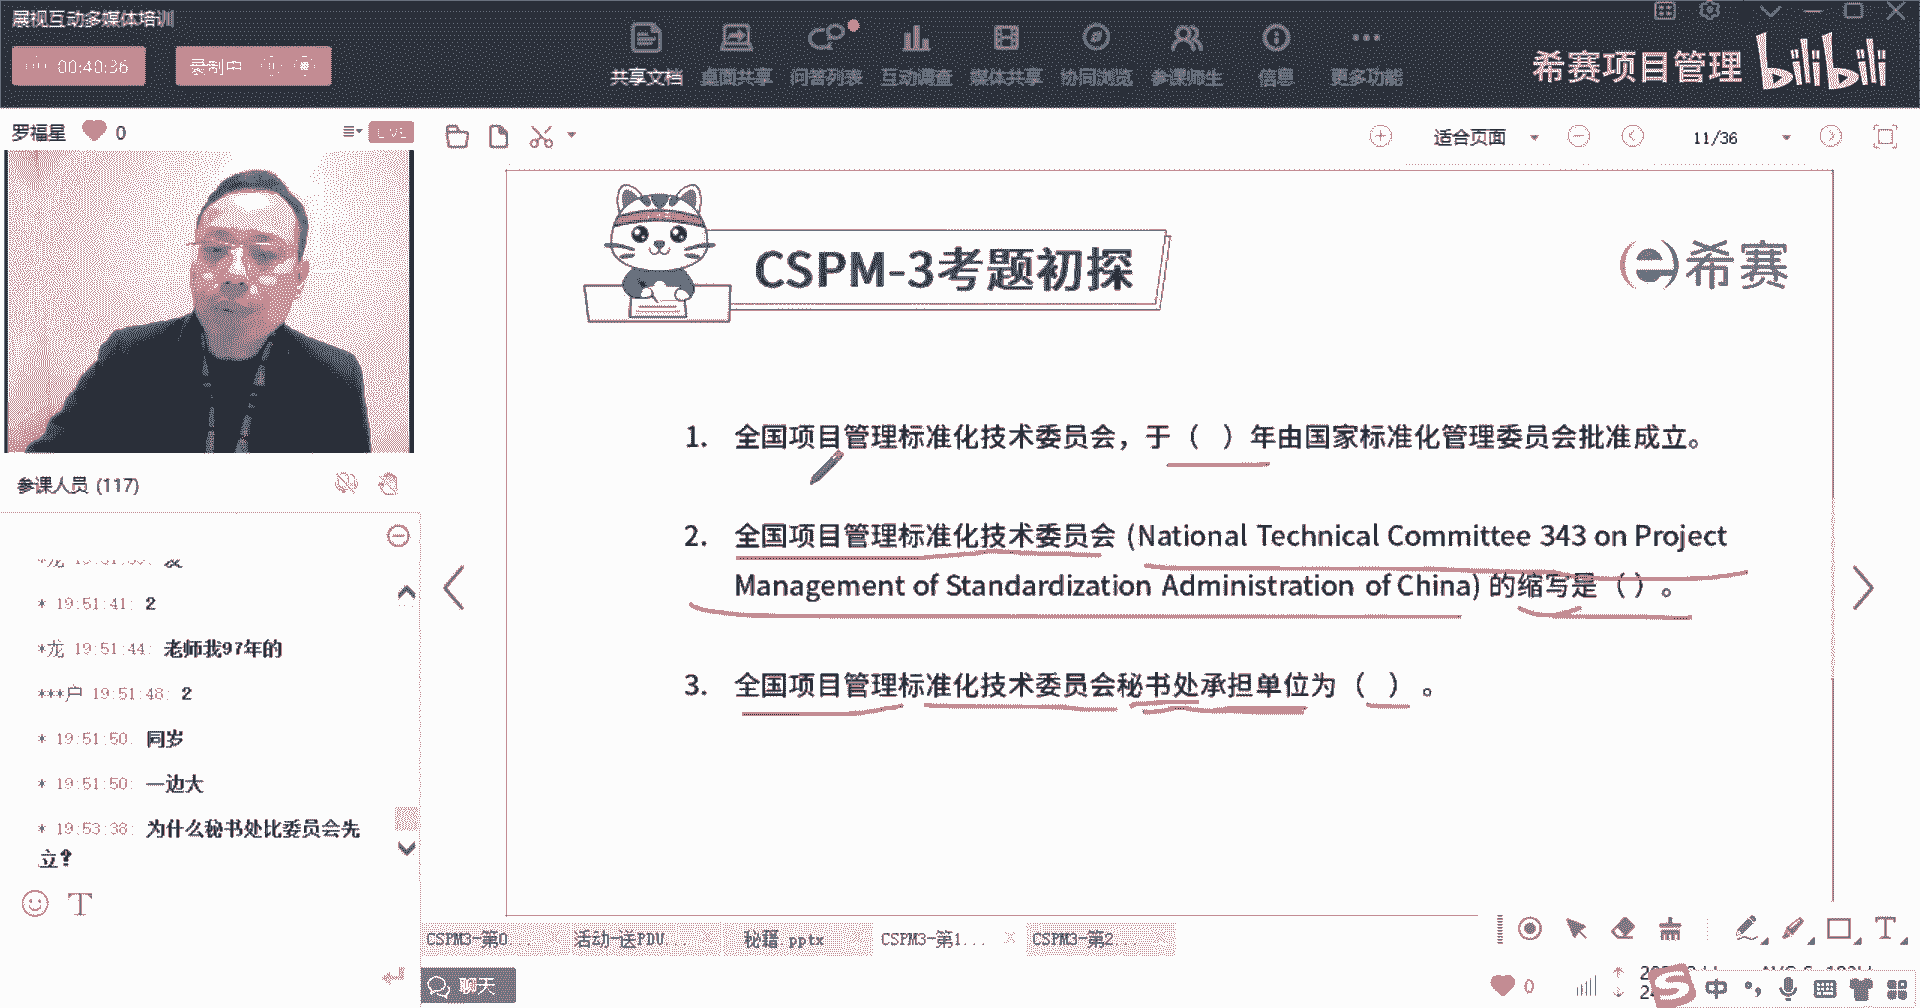 展视互动多媒体培训
00:40:36
录制中
共享文档
桌面共享
问答列表
互动调查
媒体共享
协同浏览
参课师生
信息
更多功能
希赛项目管理 bilibili
罗福星 0
LIVE
适合页面
11/36
CSPM-3考题初探
希赛
1. 全国项目管理标准化技术委员会，于（ ）年由国家标准化管理委员会批准成立。
2. 全国项目管理标准化技术委员会 (National Technical Committee 343 on Project
Management of Standardization Administration of China) 的缩写是（）。
3. 全国项目管理标准化技术委员会秘书处承担单位为（ ）。
参课人员 (117)
* 19:51:41: 2
*龙 19:51:44: 老师我97年的
***户 19:51:48: 2
* 19:51:50: 同岁
* 19:51:50: 一边大
* 19:53:38: 为什么秘书处比委员会先
立？
T
CSPM3-第0...
活动-送PDU...
秘籍.pptx
CSPM3-第1...
CSPM3-第2...
聊天
T
0
S 中